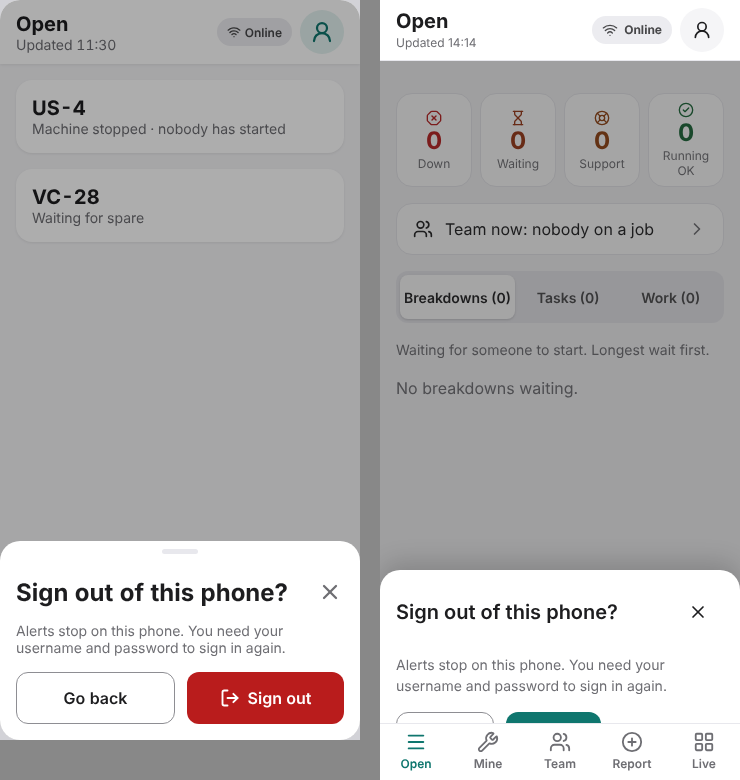 Open
Updated 11:30
Online
US-4
Machine stopped · nobody has started
VC-28
Waiting for spare
Sign out of this phone?
Alerts stop on this phone. You need your
username and password to sign in again.
Go back
Sign out
Open
Updated 14:14
Online
0
Down
0
Waiting
0
Support
0
Running
OK
Team now: nobody on a job
Breakdowns (0)
Tasks (0)
Work (0)
Waiting for someone to start. Longest wait first.
No breakdowns waiting.
Sign out of this phone?
Alerts stop on this phone. You need your
username and password to sign in again.
Open
Mine
Team
Report
Live